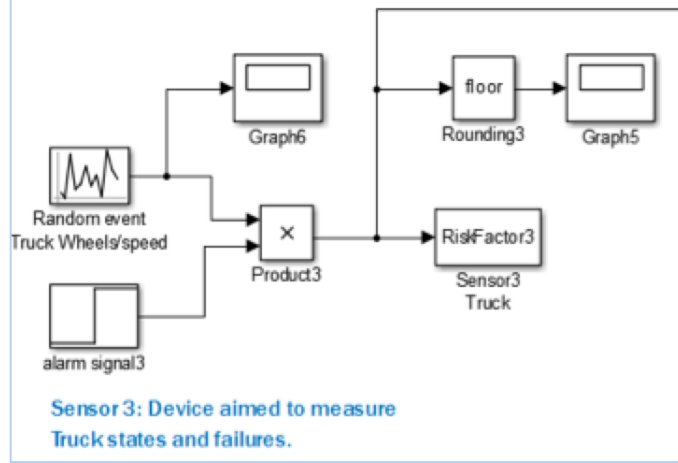 Graph6
floor
Rounding3
Graph5
Random event
Truck Wheels/speed
×
Product3
RiskFactor3
Sensor3
Truck
alarm signal3
Sensor 3: Device aimed to measure
Truck states and failures.